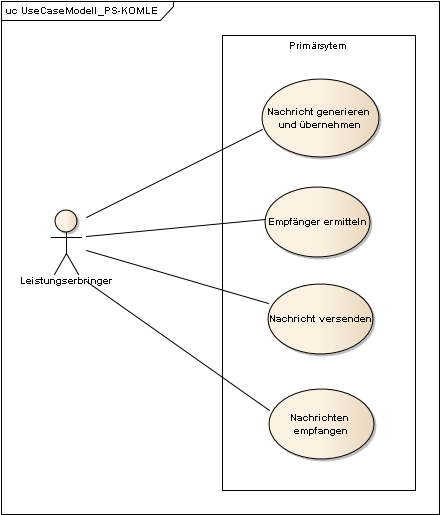 uc UseCaseModell_PS-KOMLE
Primärsytem
Nachricht generieren
und übernehmen
Empfänger ermitteln
Leistungserbringer
Nachricht versenden
Nachrichten
empfangen